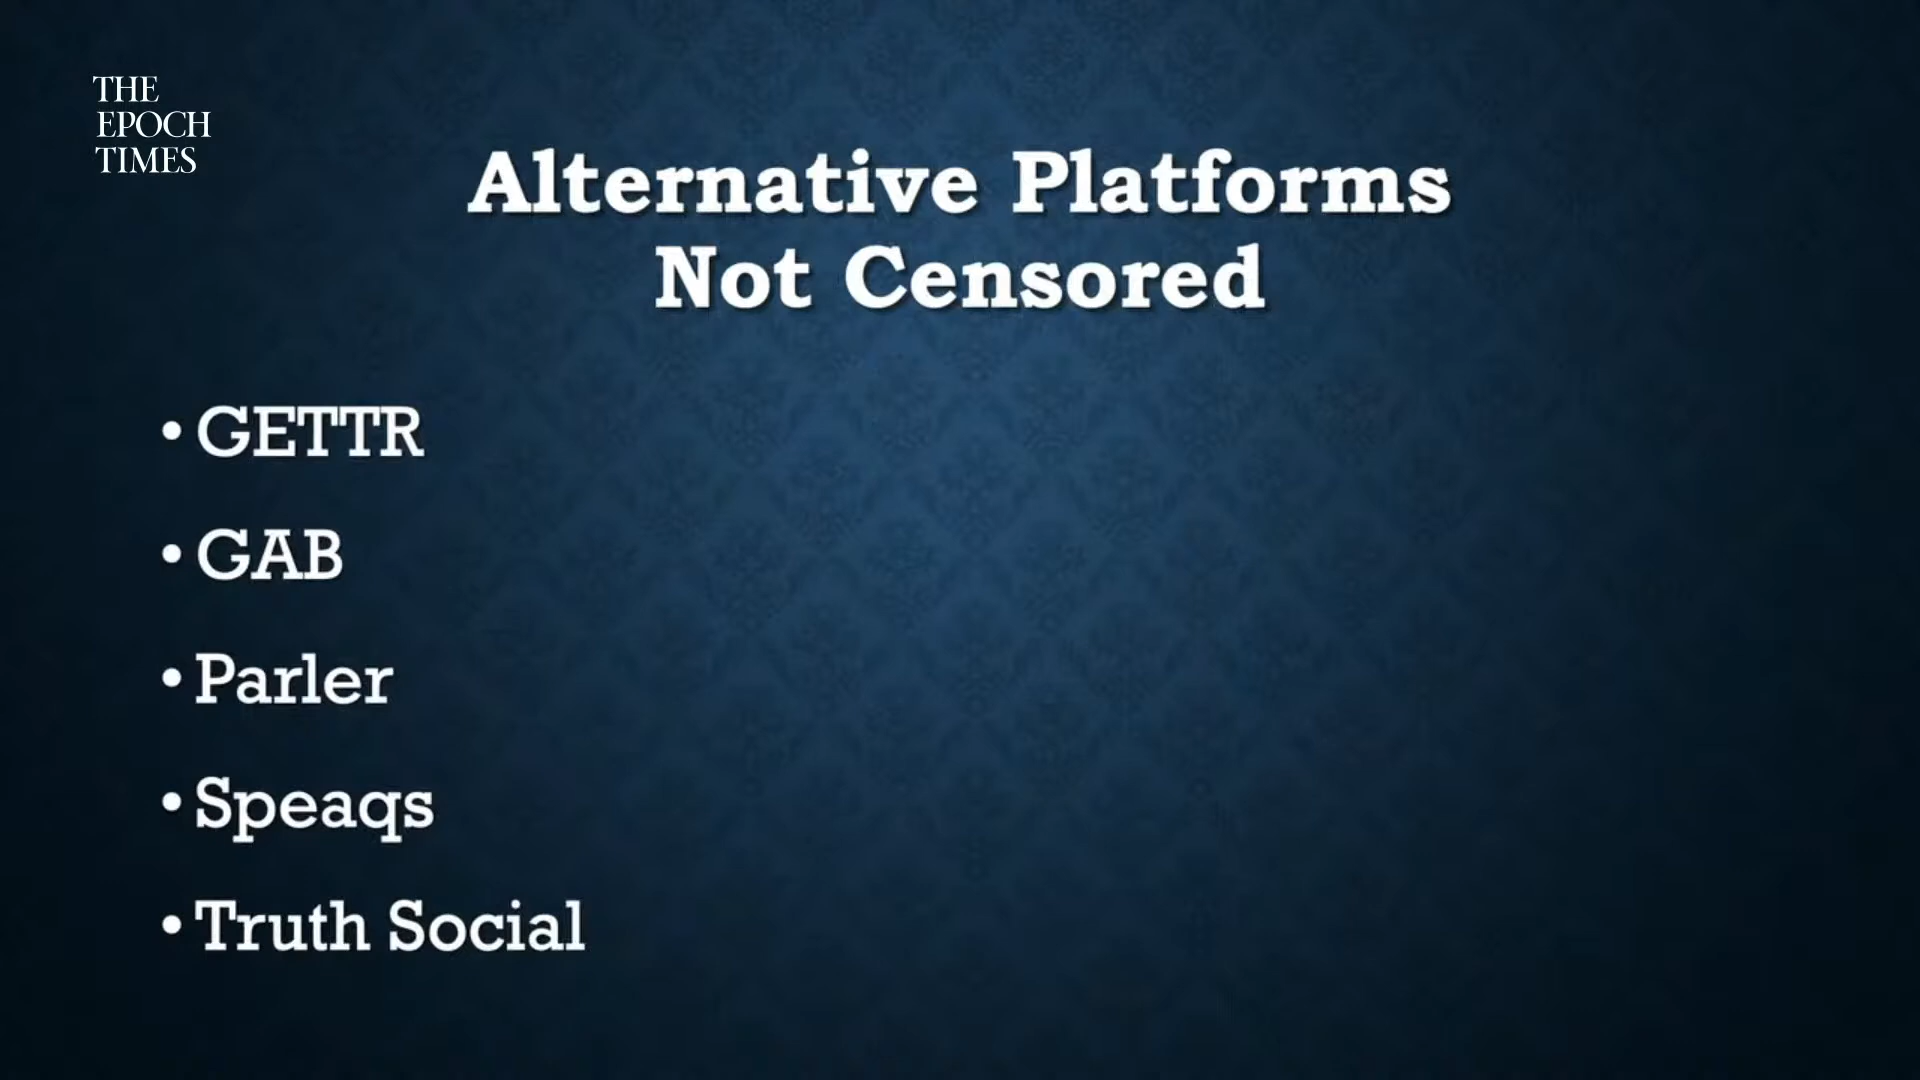 THE
EPOCH
TIMES
Alternative Platforms
Not Censored
• GETTR
• GAB
• Parler
• Speaqs
• Truth Social